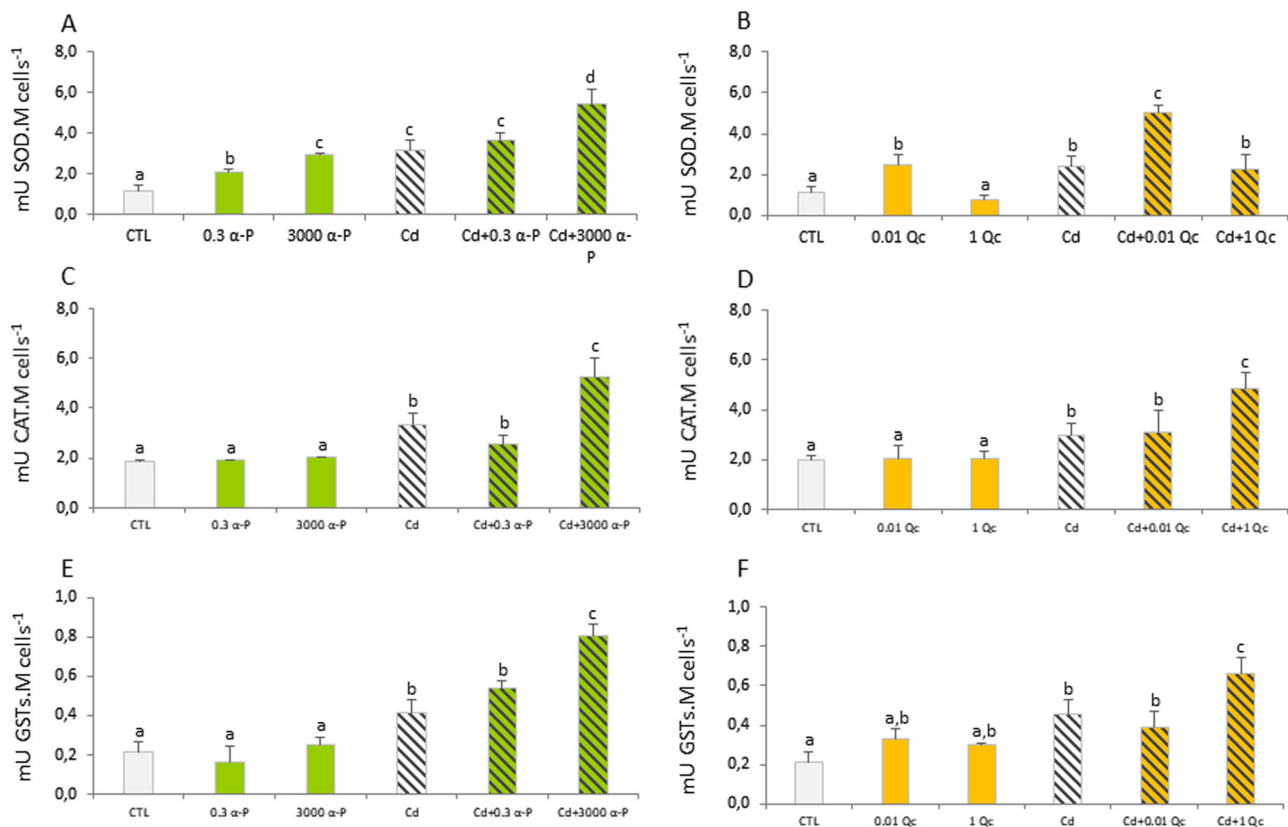 A
mU SOD.M cells-1
8,0
6,0
4,0
2,0
0,0
a
b
c
c
c
d
CTL
0.3 α-P
3000 α-P
Cd
Cd+0.3 α-P
Cd+3000 α-
P
B
mU SOD.M cells-1
8,0
6,0
4,0
2,0
0,0
a
b
a
b
c
b
CTL
0.01 Qc
1 Qc
Cd
Cd+0.01 Qc
Cd+1 Qc
C
mU CAT.M cells-1
8,0
6,0
4,0
2,0
0,0
a
a
a
b
b
c
CTL
0.3 α-P
3000 α-P
Cd
Cd+0.3 α-P
Cd+3000 α-P
D
mU CAT.M cells-1
8,0
6,0
4,0
2,0
0,0
a
a
a
b
b
c
CTL
0.01 Qc
1 Qc
Cd
Cd+0.01 Qc
Cd+1 Qc
E
mU GSTs.M cells-1
1,0
0,8
0,6
0,4
0,2
0,0
a
a
a
b
b
c
CTL
0.3 α-P
3000 α-P
Cd
Cd+0.3 α-P
Cd+3000 α-P
F
mU GSTs.M cells-1
1,0
0,8
0,6
0,4
0,2
0,0
a
a,b
a,b
b
b
c
CTL
0.01 Qc
1 Qc
Cd
Cd+0.01 Qc
Cd+1 Qc